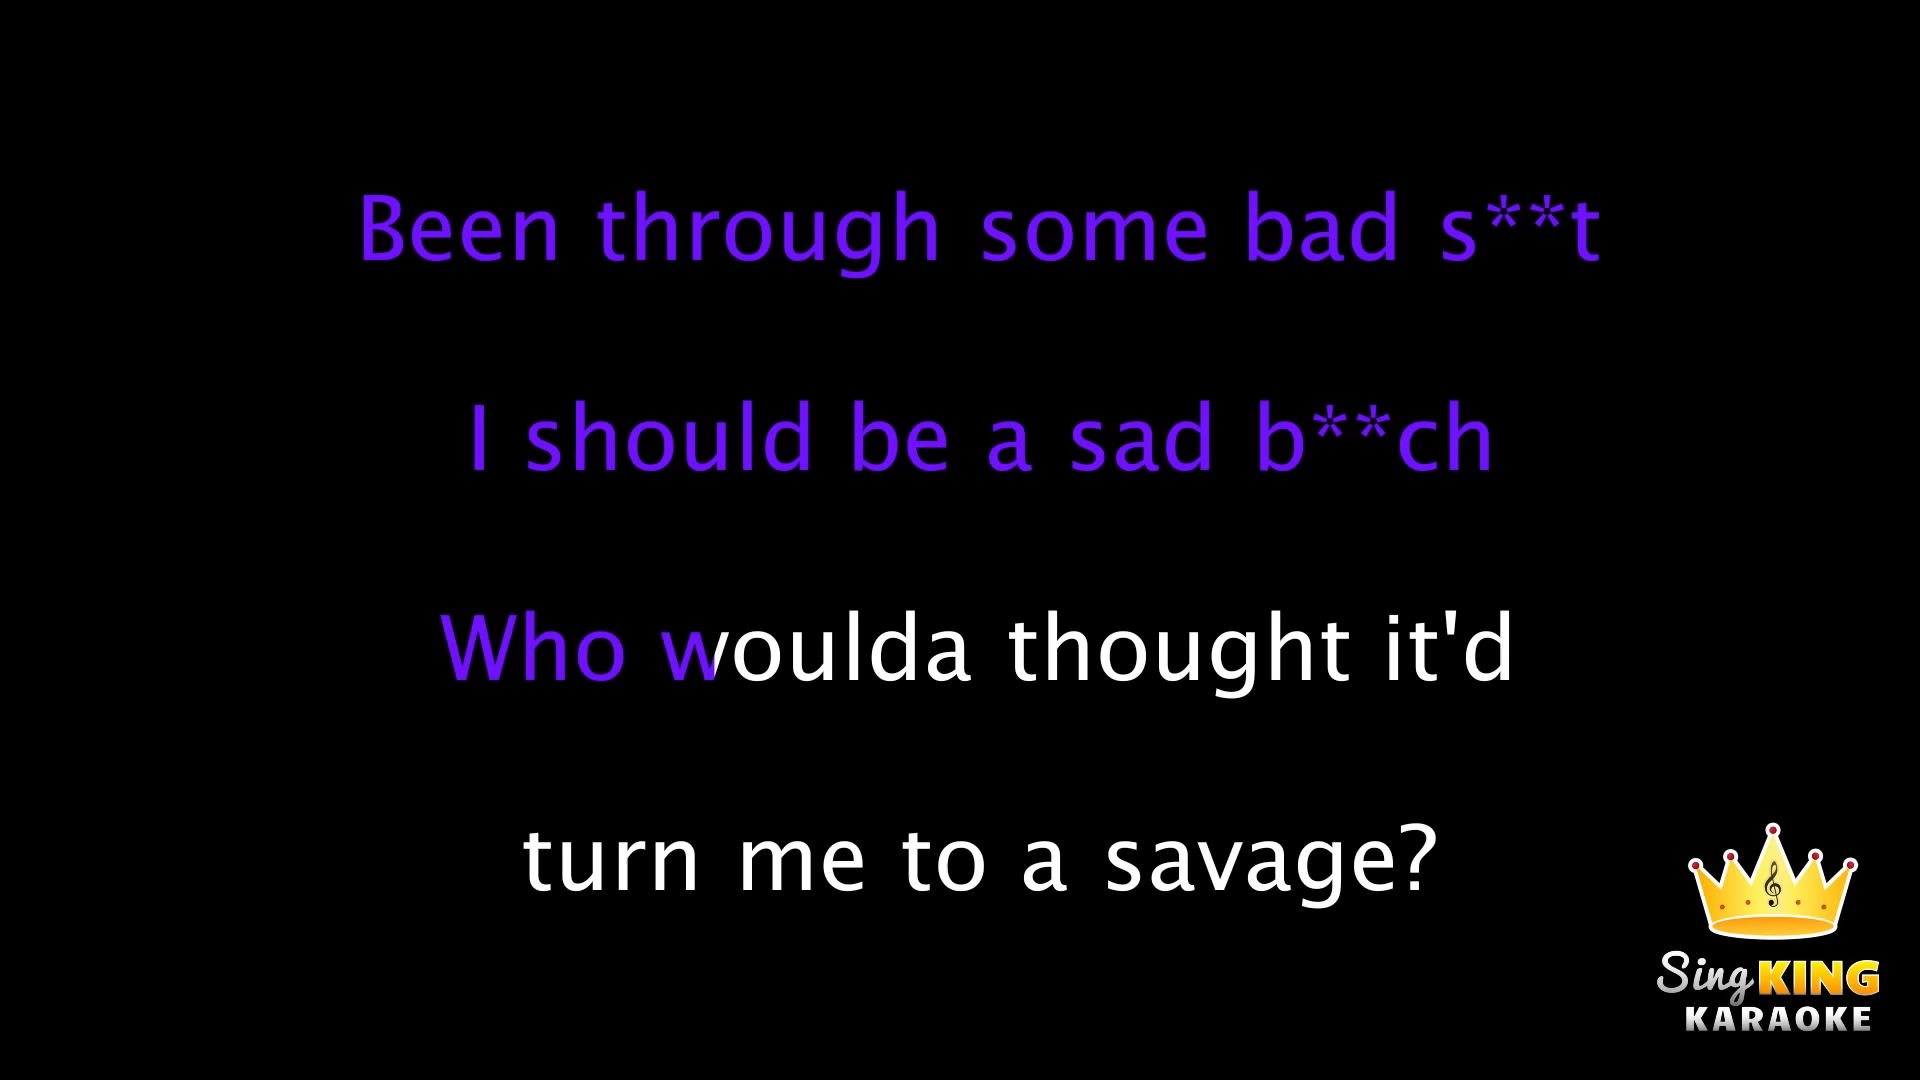 Been through some bad s**t
I should be a sad b**ch
Who woulda thought it'd
turn me to a savage?
Sing KING
KARAOKE